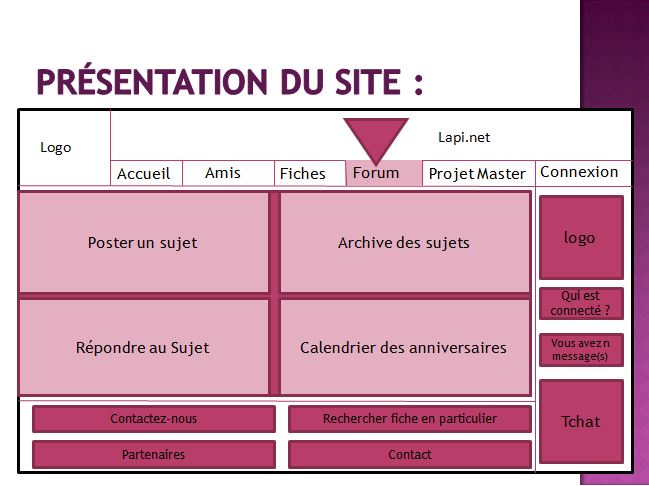 PRÉSENTATION DU SITE :
Logo
Lapi.net
Accueil
Amis
Fiches
Forum
Projet Master
Connexion
Poster un sujet
Archive des sujets
logo
Qui est
connecté ?
Répondre au Sujet
Calendrier des anniversaires
Vous avez n
message(s)
Tchat
Contactez-nous
Rechercher fiche en particulier
Partenaires
Contact